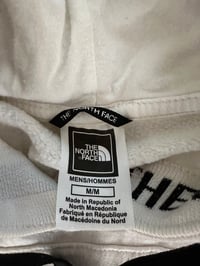 THE NORTH FACE
THE
NORTH
FACE
MENS/HOMMES
M/M
Made in Republic of
North Macedonia
Fabriqué en République
de Macédoine du Nord
THE